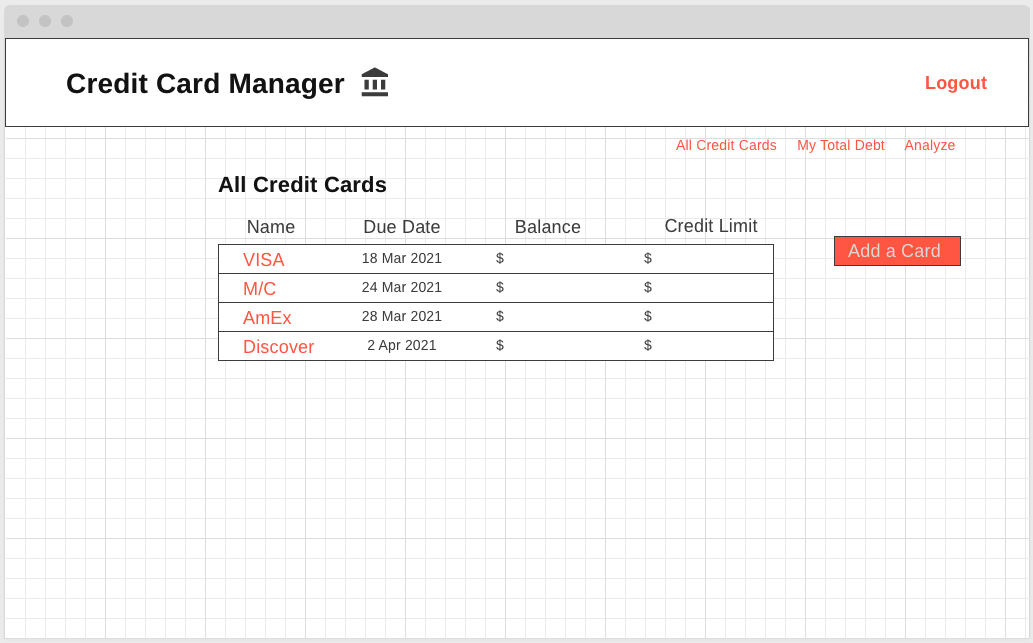 Credit Card Manager
Logout
All Credit Cards My Total Debt Analyze
All Credit Cards
Name Due Date Balance Credit Limit
Add a Card
VISA 18 Mar 2021 $ $
M/C 24 Mar 2021 $ $
AmEx 28 Mar 2021 $ $
Discover 2 Apr 2021 $ $